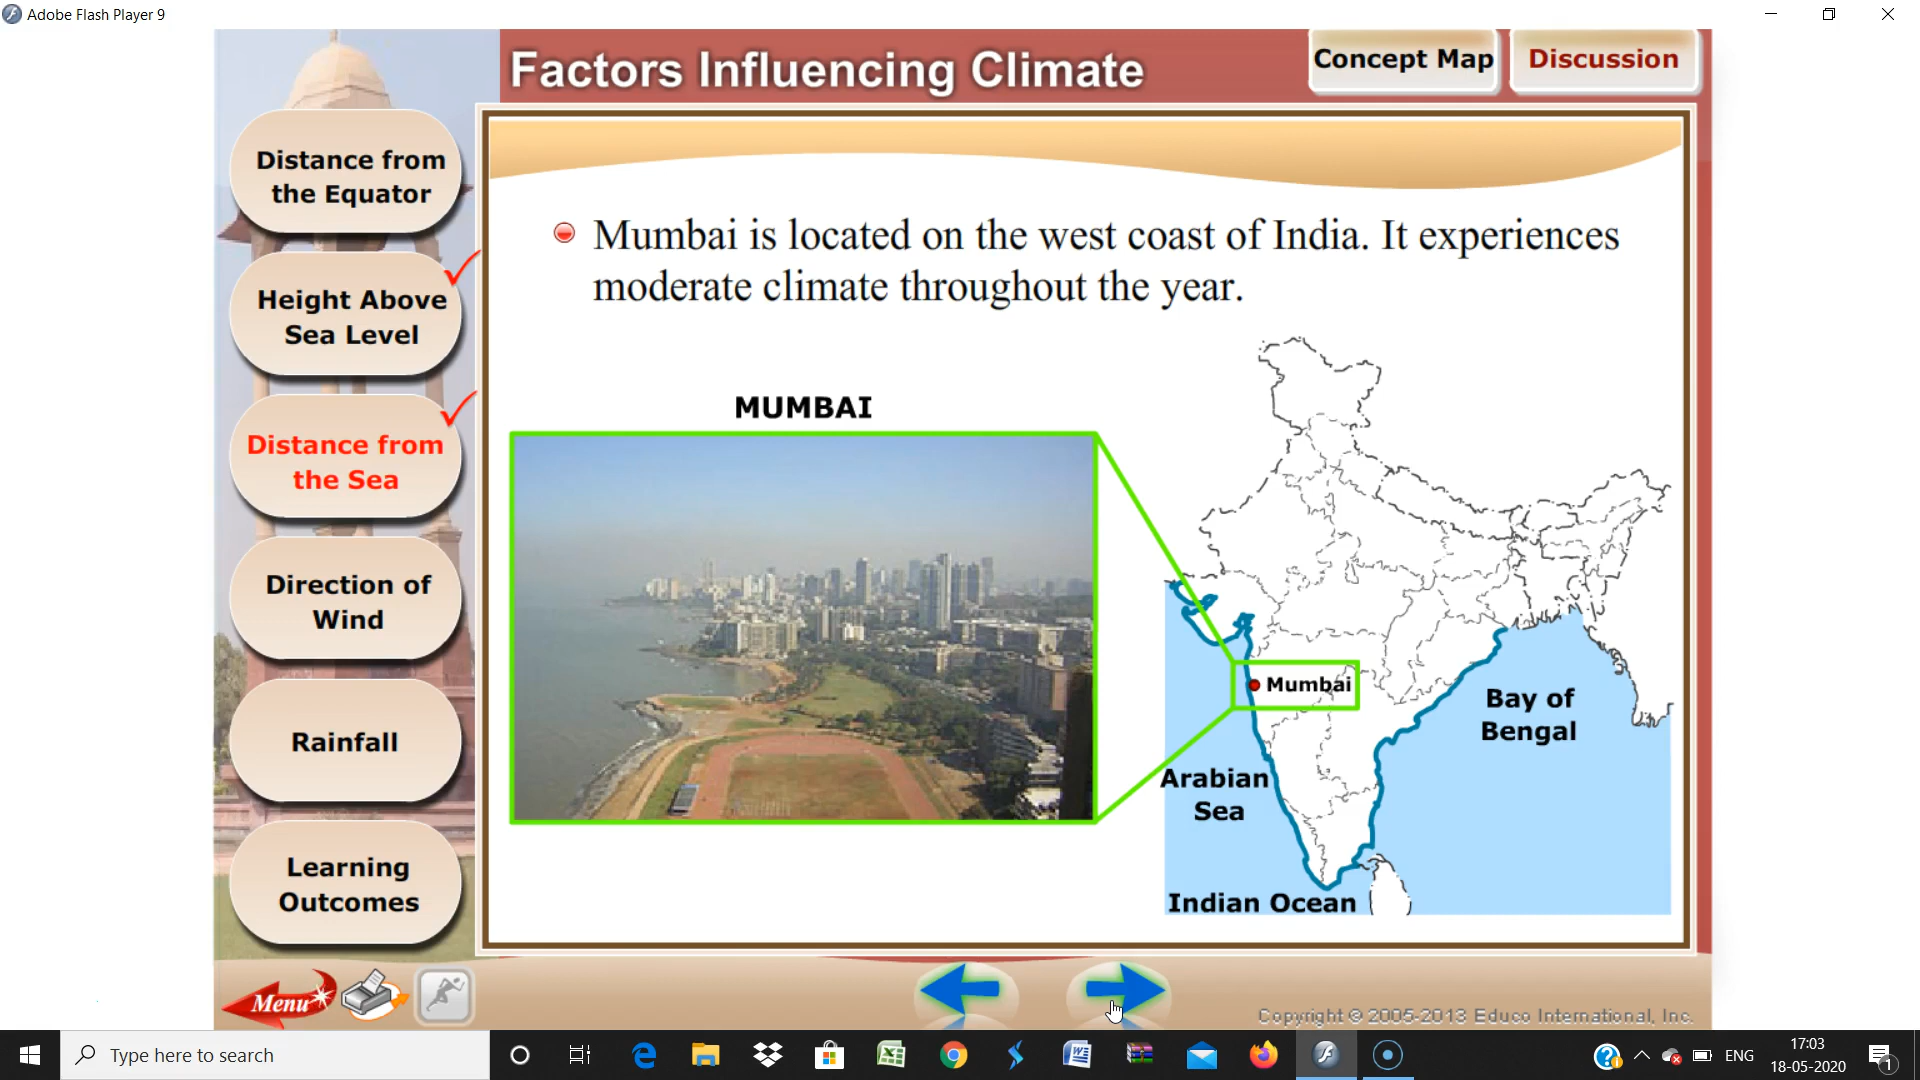 Adobe Flash Player 9
Factors Influencing Climate
Concept Map
Discussion
Distance from
the Equator
Height Above
Sea Level
Distance from
the Sea
Direction of
Wind
Rainfall
Learning
Outcomes
Mumbai is located on the west coast of India. It experiences
moderate climate throughout the year.
MUMBAI
Mumbai
Bay of
Bengal
Arabian
Sea
Indian Ocean
Menu
Copyright © 2005-2013 Educo International, Inc.
Type here to search
ENG
17:03
18-05-2020
1